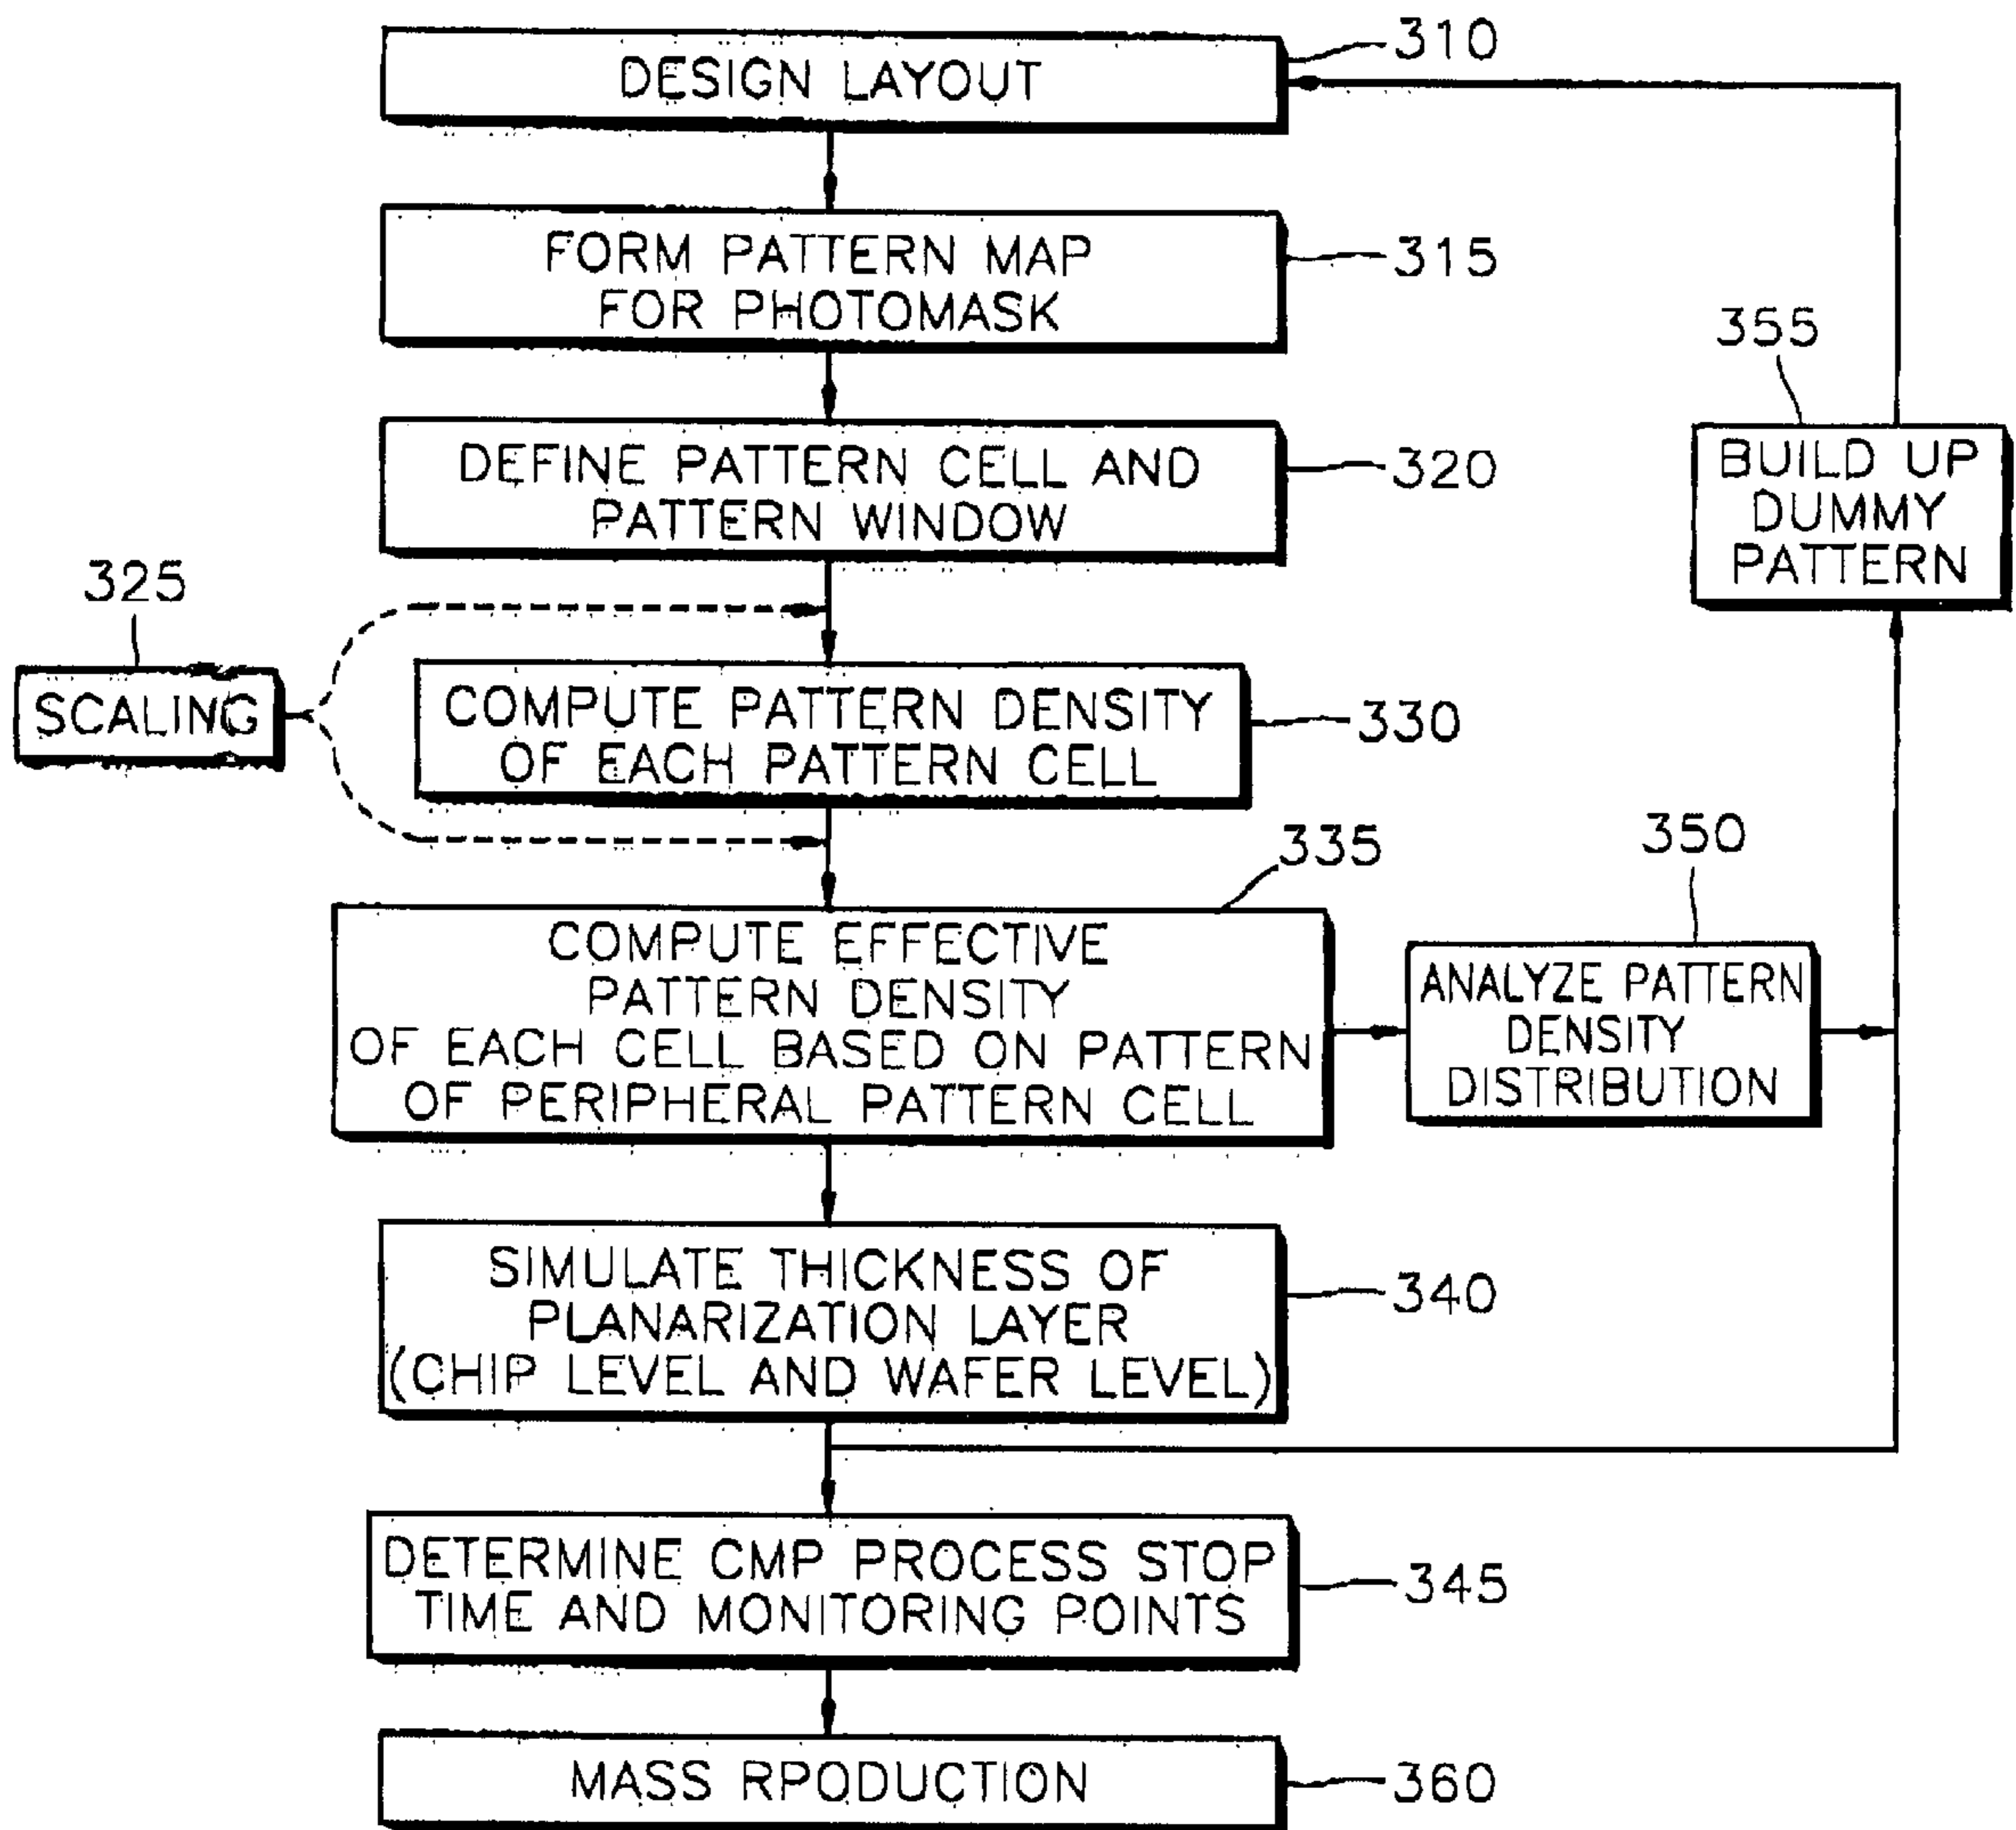 310
DESIGN LAYOUT
FORM PATTERN MAP
FOR PHOTOMASK
315
355
DEFINE PATTERN CELL AND
PATTERN WINDOW
320
BUILD UP
DUMMY
PATTERN
325
SCALING
COMPUTE PATTERN DENSITY
OF EACH PATTERN CELL
330
335
350
COMPUTE EFFECTIVE
PATTERN DENSITY
OF EACH CELL BASED ON PATTERN
OF PERIPHERAL PATTERN CELL
ANALYZE PATTERN
DENSITY
DISTRIBUTION
SIMULATE THICKNESS OF
PLANARIZATION LAYER
(CHIP LEVEL AND WAFER LEVEL)
340
DETERMINE CMP PROCESS STOP
TIME AND MONITORING POINTS
345
MASS RPODUCTION
360